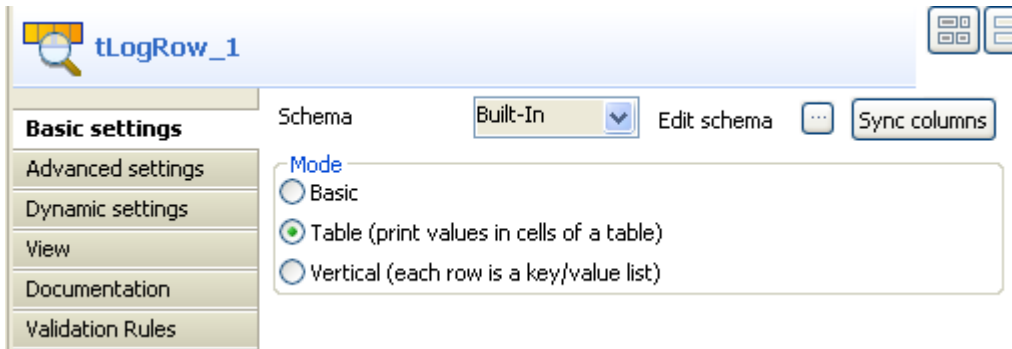 tLogRow_1
Basic settings
Advanced settings
Dynamic settings
View
Documentation
Validation Rules
Schema Built-In Edit schema ... Sync columns
Mode
Basic
Table (print values in cells of a table)
Vertical (each row is a key/value list)